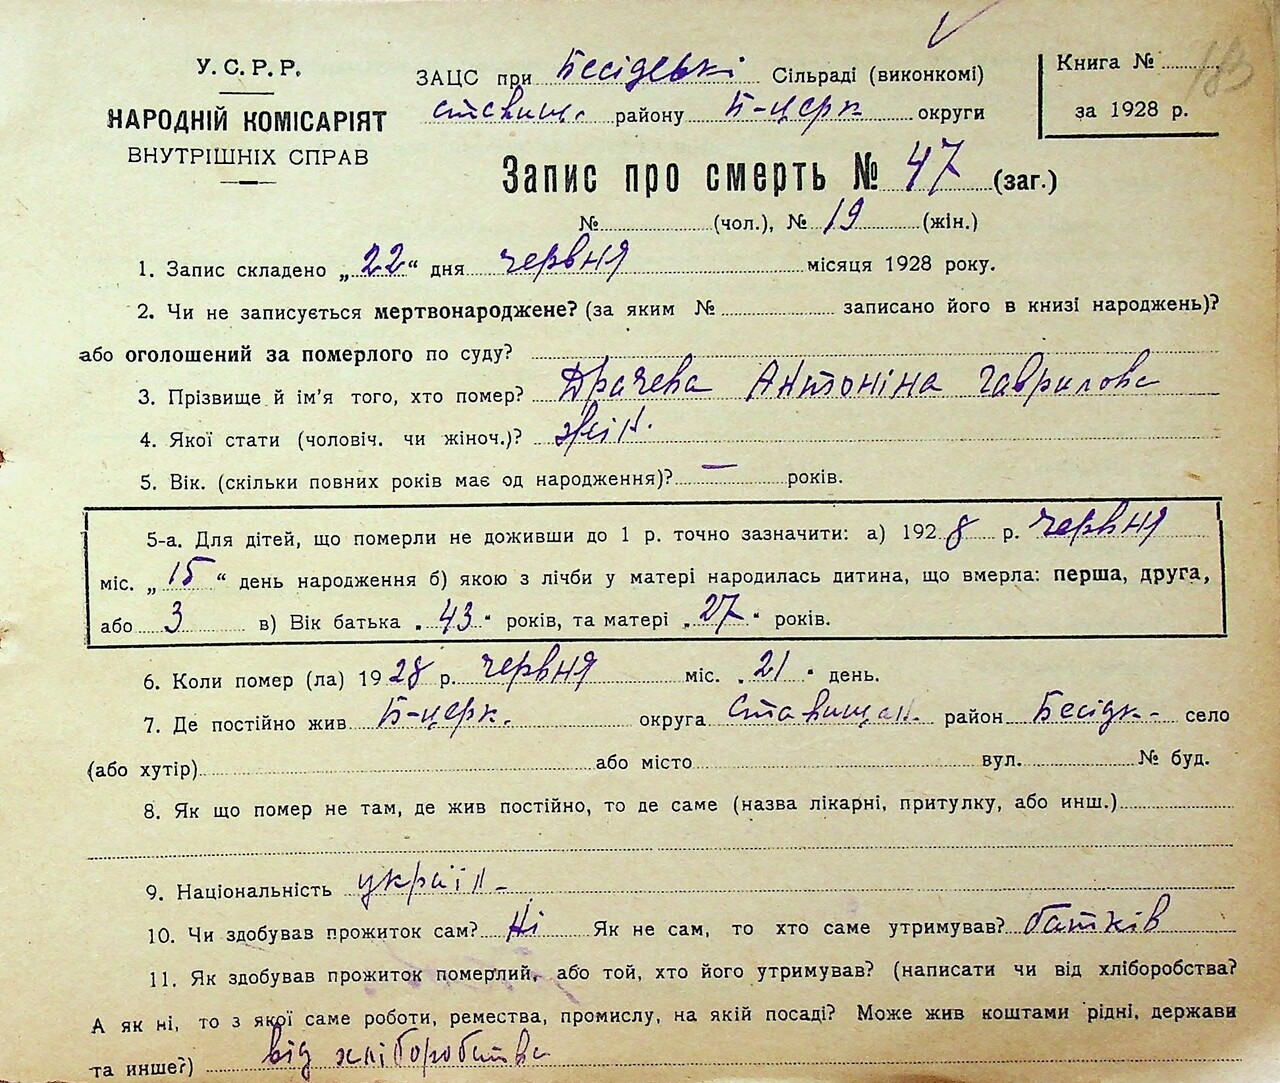 У.С.Р.Р.
НАРОДНІЙ КОМІСАРІЯТ
ВНУТРІШНІХ СПРАВ
ЗАЦС при Бесідській Сільраді (виконкомі)
ставищ. району Б-церк округи
Книга №
за 1928 р.
Запис про смерть № 47 (заг.)
№ (чол.), № 19 (жін.)
1. Запис складено „22“ дня червня місяця 1928 року.
2. Чи не записується мертвонароджене? (за яким № записано його в книзі народжень)?
або оголошений за померлого по суду?
3. Прізвище й ім'я того, хто помер? Драчева Антоніна Гаврилова
4. Якої стати (чоловіч. чи жіноч.)? жін.
5. Вік. (скільки повних років має од народження)? — років.
5-а. Для дітей, що померли не доживши до 1 р. точно зазначити: а) 1928 р. червня
міс. „15“ день народження б) якою з лічби у матері народилась дитина, що вмерла: перша, друга,
або 3 в) Вік батька „43“ років, та матері „27“ років.
6. Коли помер (ла) 1928 р. червня міс. „21“ день.
7. Де постійно жив Б-церк. округа Ставищан. район Бесідк- село
(або хутір) або місто вул. № буд.
8. Як що помер не там, де жив постійно, то де саме (назва лікарні, притулку, або инш.)
9. Національність україн-
10. Чи здобував прожиток сам? Ні Як не сам, то хто саме утримував? батків
11. Як здобував прожиток померлий, або той, хто його утримував? (написати чи від хліборобства?
А як ні, то з якої саме роботи, ремества, промислу, на якій посаді? Може жив коштами рідні, держави
та инше?) від хліборобства